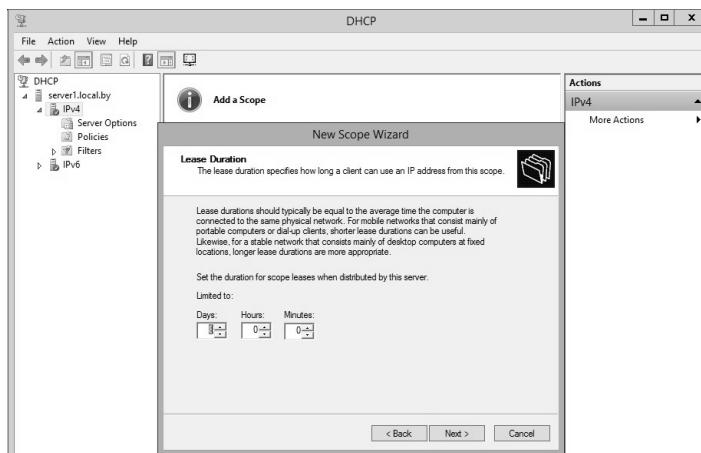 DHCP
File Action View Help
DHCP
server1.local.by
IPv4
Server Options
Policies
Filters
IPv6
Add a Scope
Actions
IPv4
More Actions
New Scope Wizard
Lease Duration
The lease duration specifies how long a client can use an IP address from this scope.
Lease durations should typically be equal to the average time the computer is
connected to the same physical network. For mobile networks that consist mainly of
portable computers or dial-up clients, shorter lease durations can be useful.
Likewise, for a stable network that consists mainly of desktop computers at fixed
locations, longer lease durations are more appropriate.
Set the duration for scope leases when distributed by this server.
Limited to:
Days: Hours: Minutes:
0 0
< Back Next > Cancel